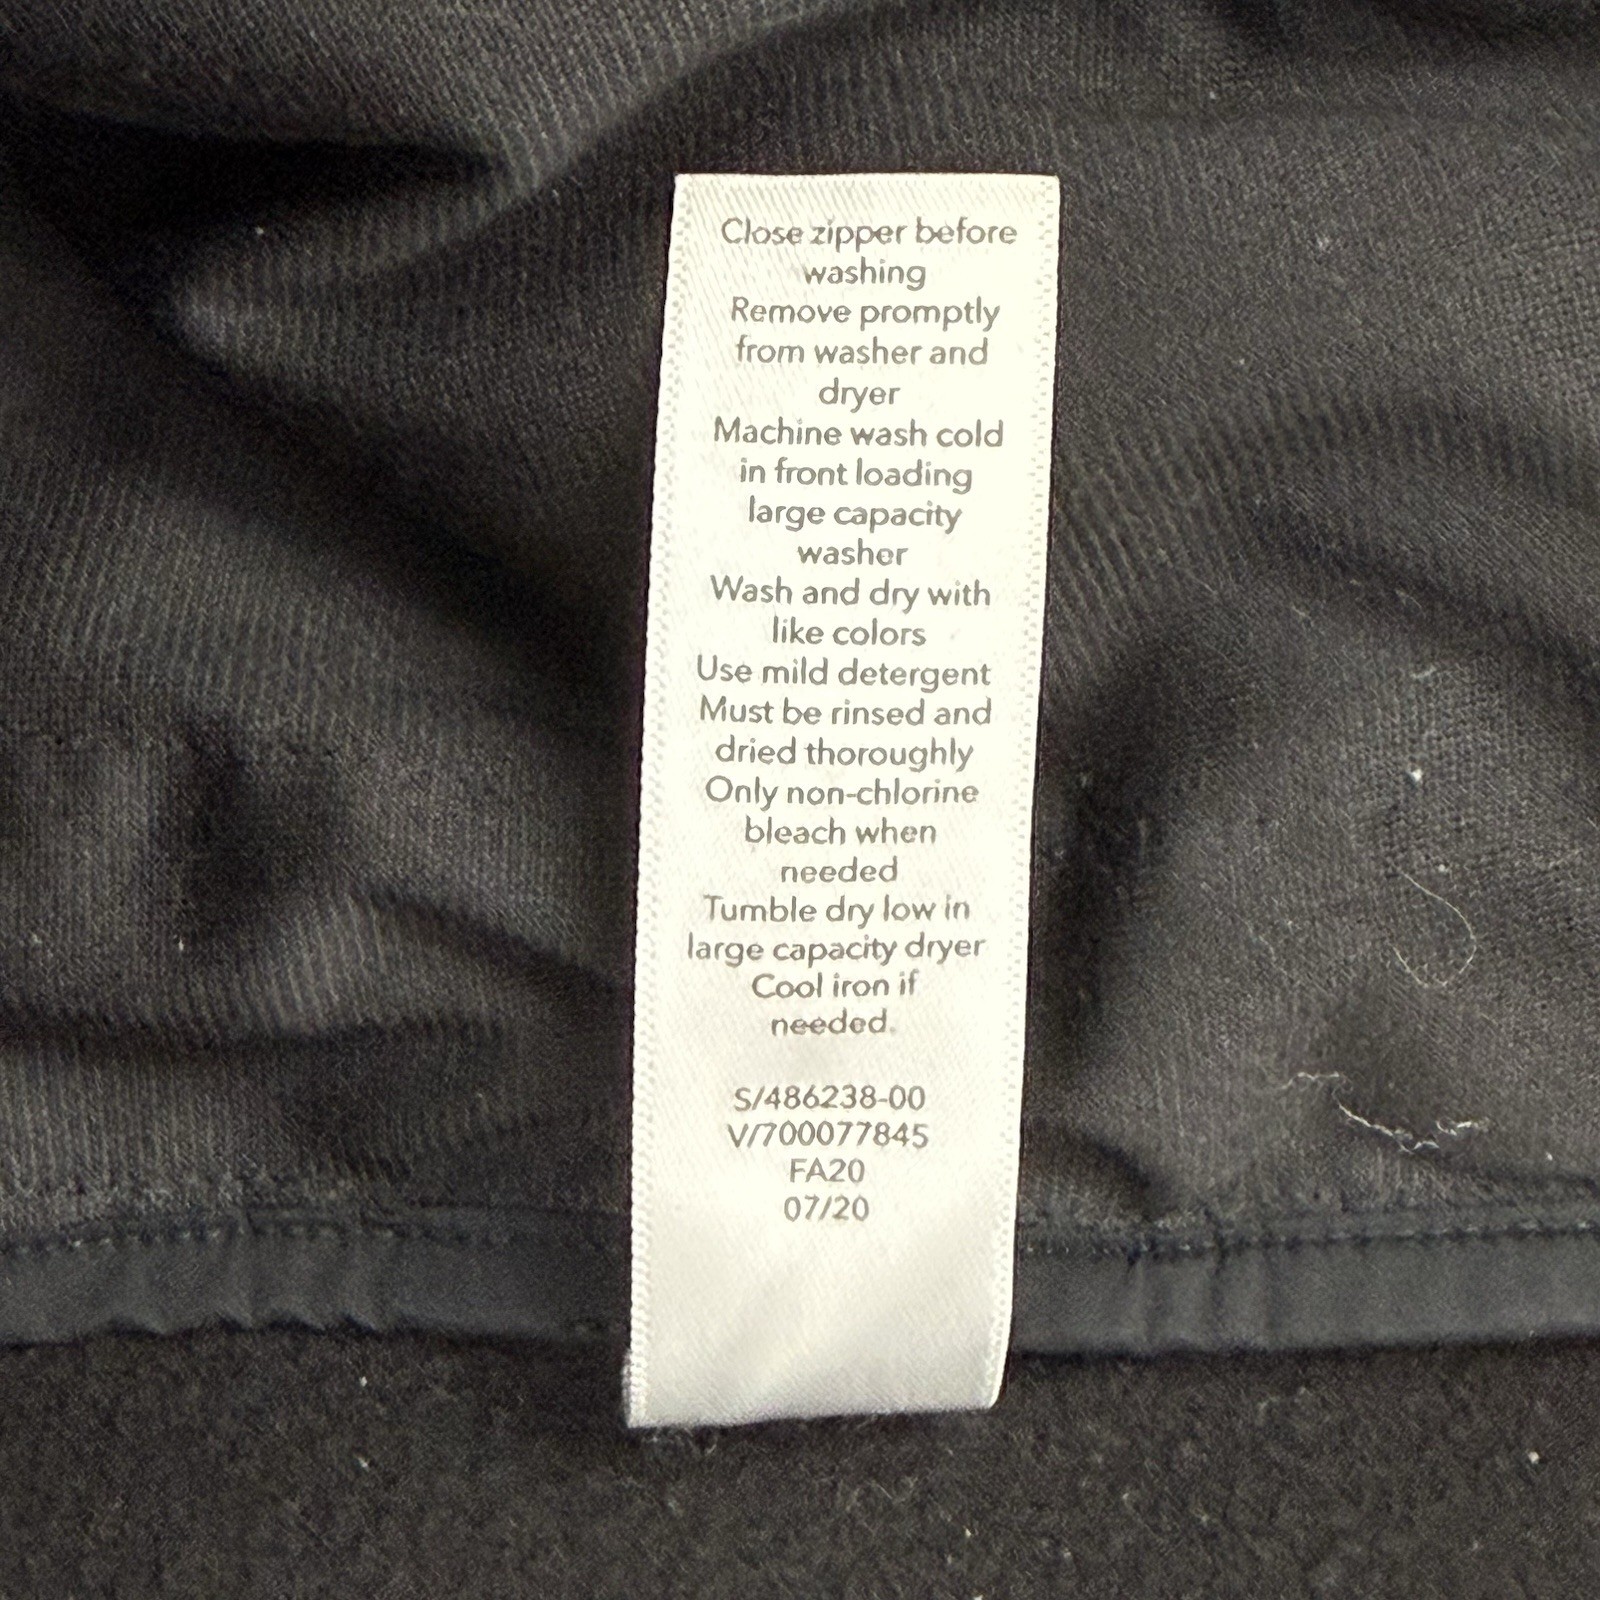 Close zipper before
washing
Remove promptly
from washer and
dryer
Machine wash cold
in front loading
large capacity
washer
Wash and dry with
like colors
Use mild detergent
Must be rinsed and
dried thoroughly
Only non-chlorine
bleach when
needed
Tumble dry low in
large capacity dryer
Cool iron if
needed.
S/486238-00
V/700077845
FA20
07/20